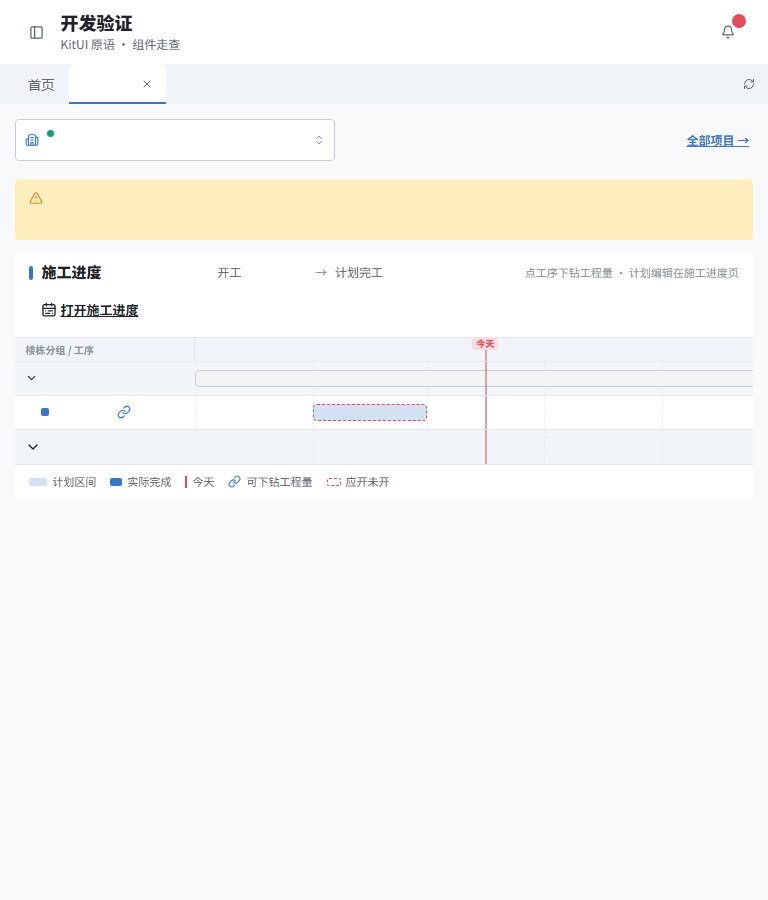 开发验证
KitUI 原语 • 组件走查
首页
全部项目 →
施工进度
开工 → 计划完工
点工序下钻工程量 • 计划编辑在施工进度页
打开施工进度
楼栋分组 / 工序
今天
计划区间 实际完成 今天 可下钻工程量 应开未开